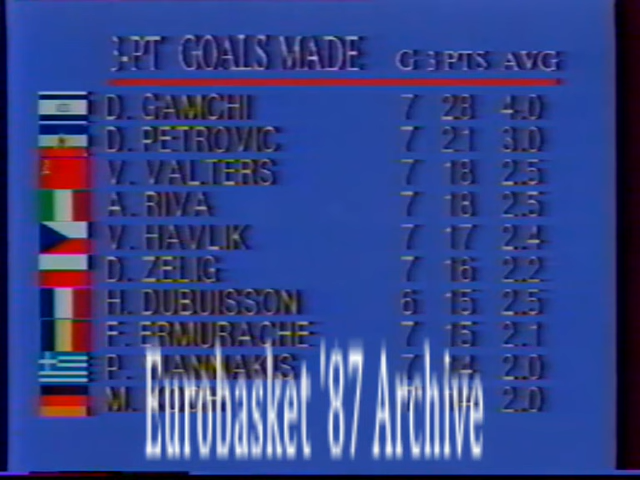 3-PT GOALS MADE G 3PTS AVG
D. GAMCHI 7 28 4.0
D. PETROVIC 7 21 3.0
V. VALTERS 7 18 2.5
A. RIVA 7 18 2.5
V. HAVLIK 7 17 2.4
D. ZELIG 7 16 2.2
H. DUBUISSON 6 15 2.5
F. ERMURACHE 7 15 2.1
P. 7 14 2.0
M. 2.0
Eurobasket '87 Archive